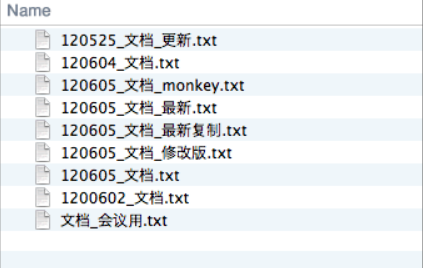 Name
120525_文档_更新.txt
120604_文档.txt
120605_文档_monkey.txt
120605_文档_最新.txt
120605_文档_最新复制.txt
120605_文档_修改版.txt
120605_文档.txt
1200602_文档.txt
文档_会议用.txt